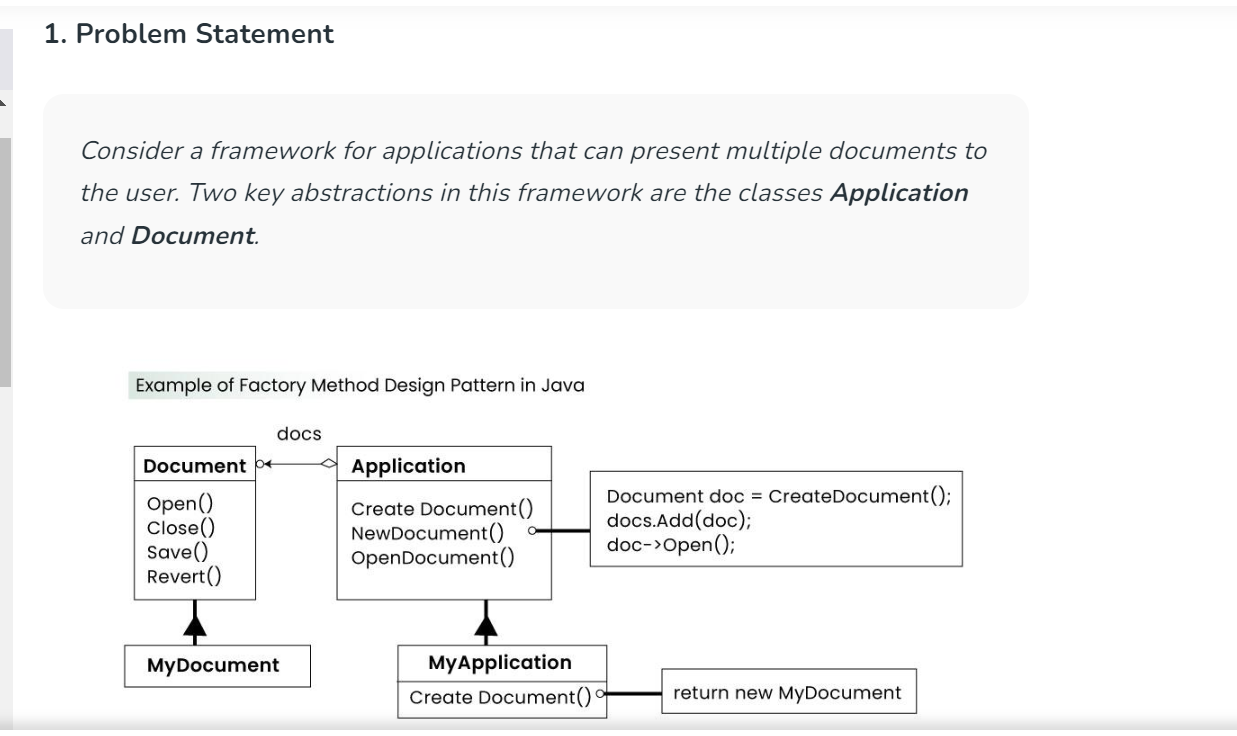 1. Problem Statement
Consider a framework for applications that can present multiple documents to
the user. Two key abstractions in this framework are the classes Application
and Document.
Example of Factory Method Design Pattern in Java
docs
Document
Open()
Close()
Save()
Revert()
Application
Create Document()
NewDocument()
OpenDocument()
Document doc = CreateDocument();
docs.Add(doc);
doc->Open();
MyDocument
MyApplication
Create Document()
return new MyDocument